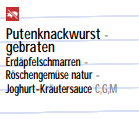 Putenknackwurst -
gebraten
Erdäpfelschmarren -
Röschengemüse natur -
Joghurt-Kräutersauce C,G,M